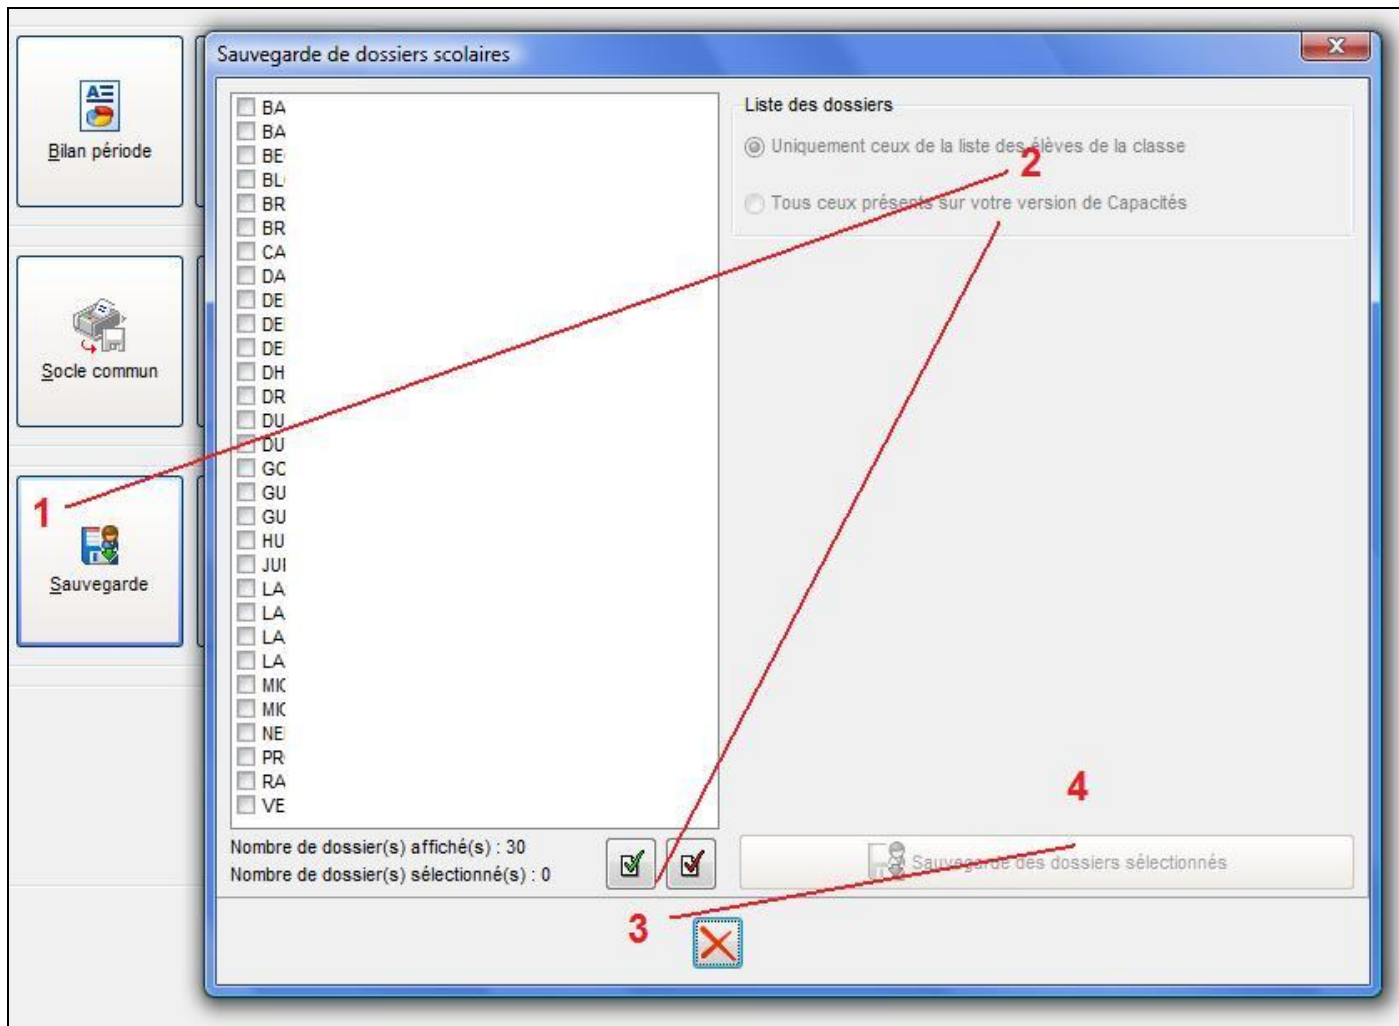 Sauvegarde de dossiers scolaires
Bilan période
Socle commun
1
Sauvegarde
BA
BA
BE
BL
BR
BR
CA
DA
DE
DE
DE
DH
DR
DU
DU
GO
GU
GU
HU
JU
LA
LA
LA
LA
MIC
MIC
NE
PR
RA
VE
Liste des dossiers
Uniquement ceux de la liste des élèves de la classe
2
Tous ceux présents sur votre version de Capacités
Nombre de dossier(s) affiché(s) : 30
Nombre de dossier(s) sélectionné(s) : 0
4
Sauvegarde des dossiers sélectionnés
3